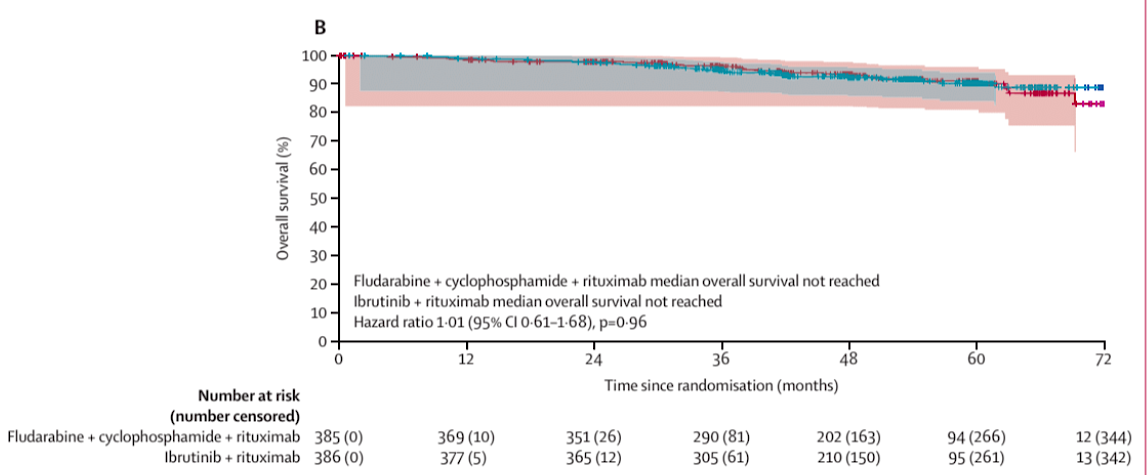 B
100
90
80
70
60
50
40
30
20
10
0
Overall survival (%)
Fludarabine + cyclophosphamide + rituximab median overall survival not reached
Ibrutinib + rituximab median overall survival not reached
Hazard ratio 1·01 (95% CI 0·61–1·68), p=0·96
0 12 24 36 48 60 72
Time since randomisation (months)
Number at risk
(number censored)
Fludarabine + cyclophosphamide + rituximab 385 (0) 369 (10) 351 (26) 290 (81) 202 (163) 94 (266) 12 (344)
Ibrutinib + rituximab 386 (0) 377 (5) 365 (12) 305 (61) 210 (150) 95 (261) 13 (342)